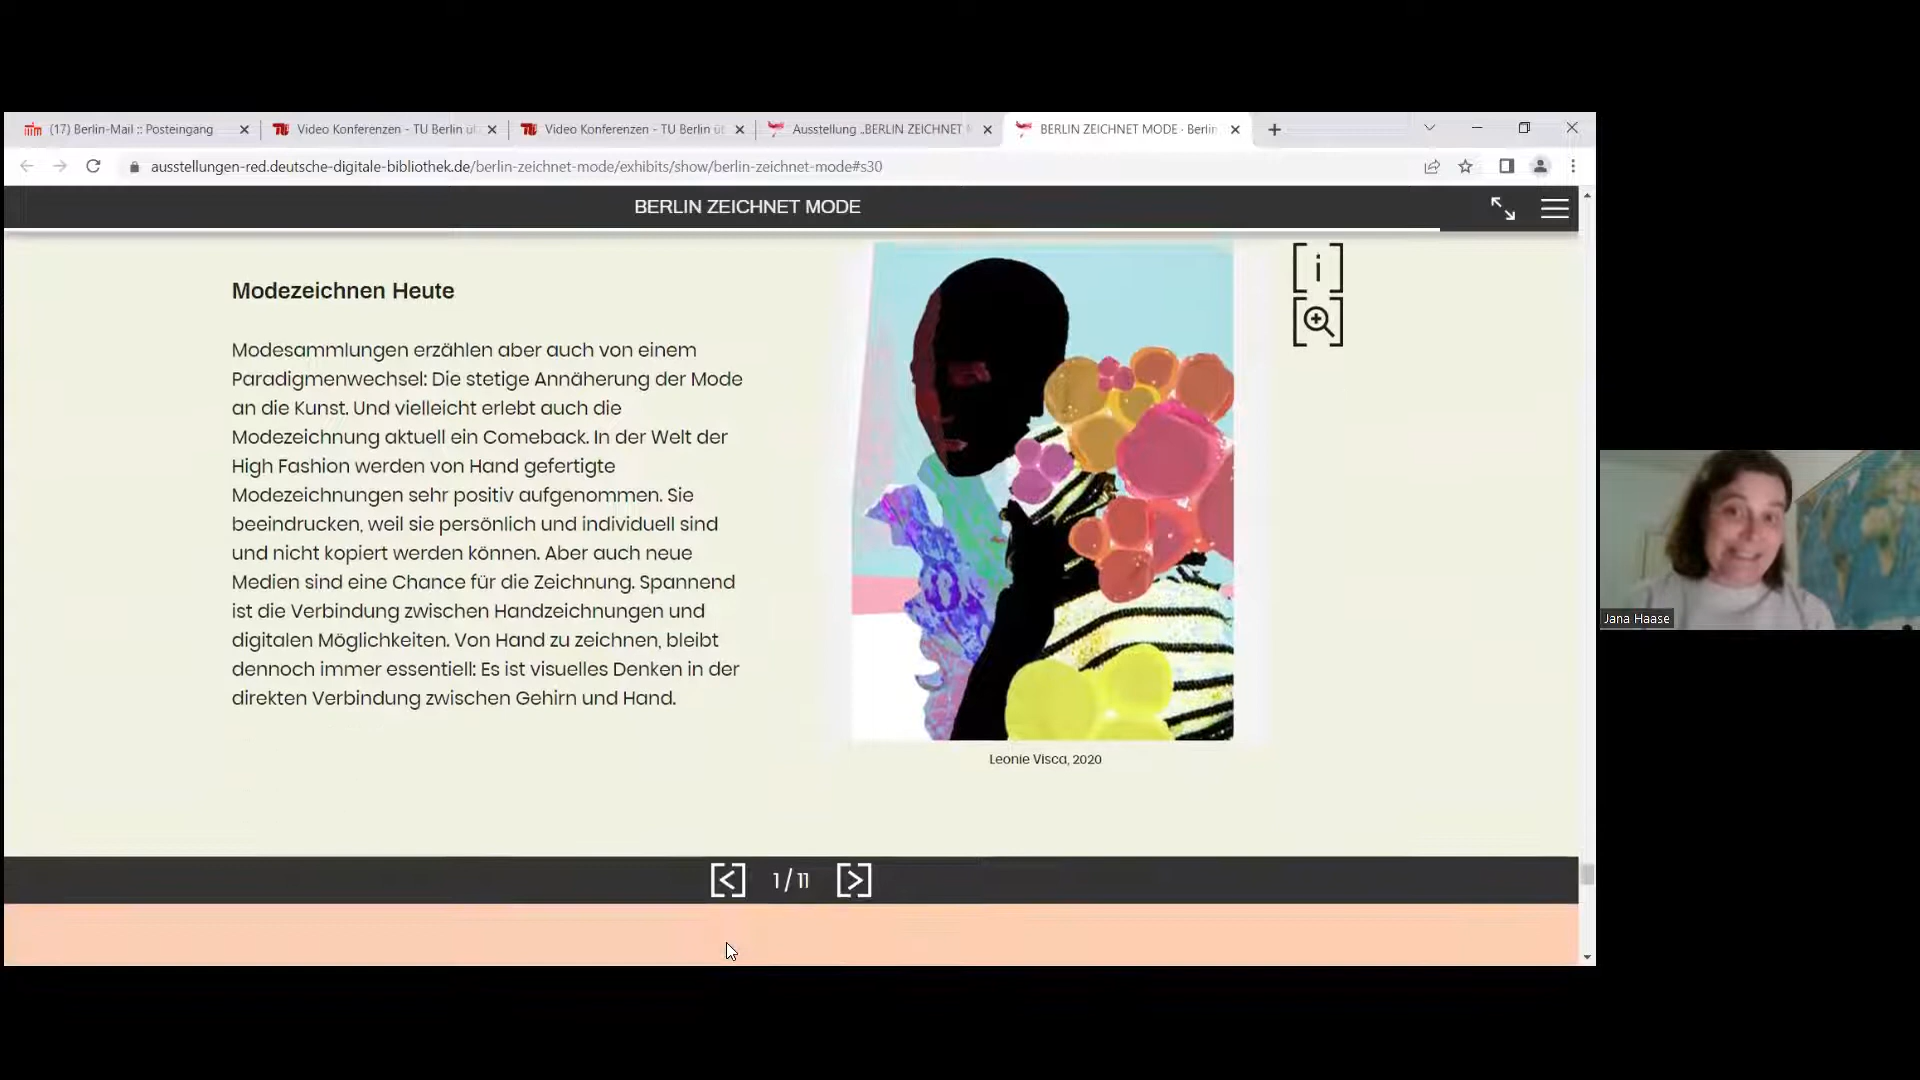 (17) Berlin-Mail :: Posteingang
Video Konferenzen - TU Berlin ül
Video Konferenzen - TU Berlin üt
Ausstellung „BERLIN ZEICHNET M
BERLIN ZEICHNET MODE - Berlin
ausstellungen-red.deutsche-digitale-bibliothek.de/berlin-zeichnet-mode/exhibits/show/berlin-zeichnet-mode#s30
BERLIN ZEICHNET MODE
Modezeichnen Heute
Modesammlungen erzählen aber auch von einem
Paradigmenwechsel: Die stetige Annäherung der Mode
an die Kunst. Und vielleicht erlebt auch die
Modezeichnung aktuell ein Comeback. In der Welt der
High Fashion werden von Hand gefertigte
Modezeichnungen sehr positiv aufgenommen. Sie
beeindrucken, weil sie persönlich und individuell sind
und nicht kopiert werden können. Aber auch neue
Medien sind eine Chance für die Zeichnung. Spannend
ist die Verbindung zwischen Handzeichnungen und
digitalen Möglichkeiten. Von Hand zu zeichnen, bleibt
dennoch immer essentiell: Es ist visuelles Denken in der
direkten Verbindung zwischen Gehirn und Hand.
[i]
Leonie Visca, 2020
1 / 11
Jana Haase